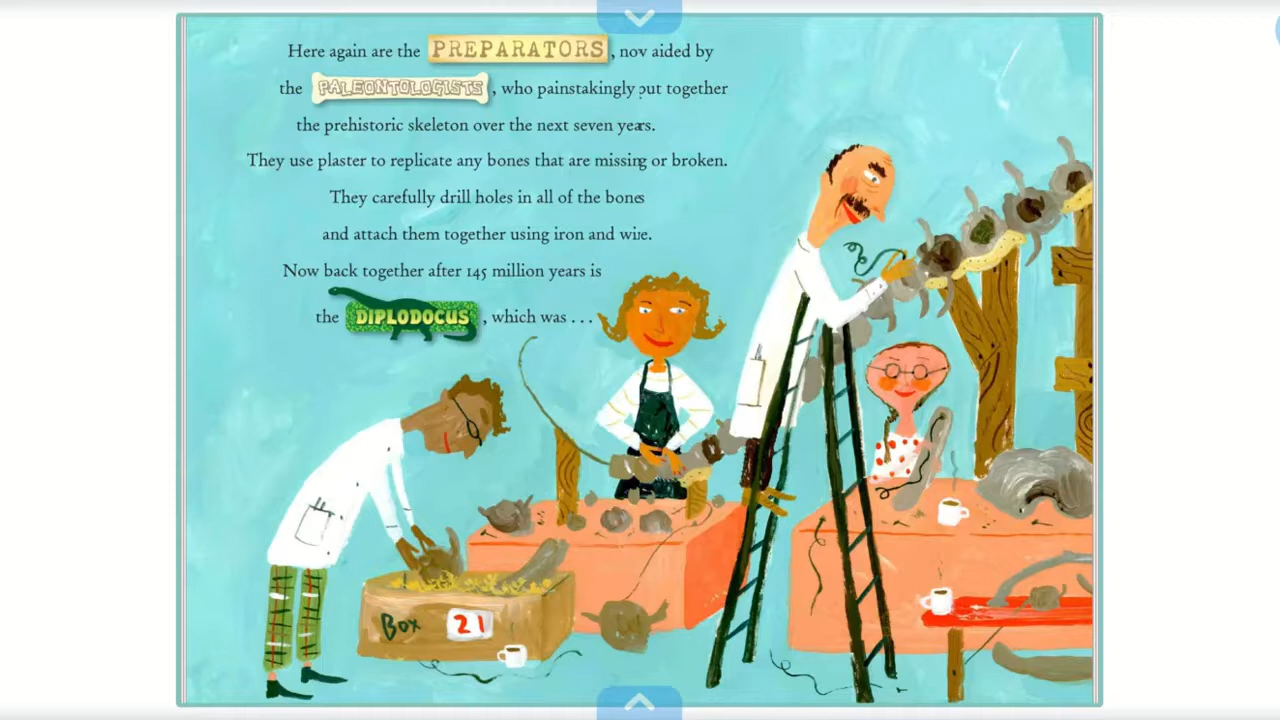 Here again are the PREPARATORS, now aided by
the PALEONTOLOGISTS, who painstakingly put together
the prehistoric skeleton over the next seven years.
They use plaster to replicate any bones that are missing or broken.
They carefully drill holes in all of the bones
and attach them together using iron and wire.
Now back together after 145 million years is
the DIPLODOCUS, which was . . .
Box 21